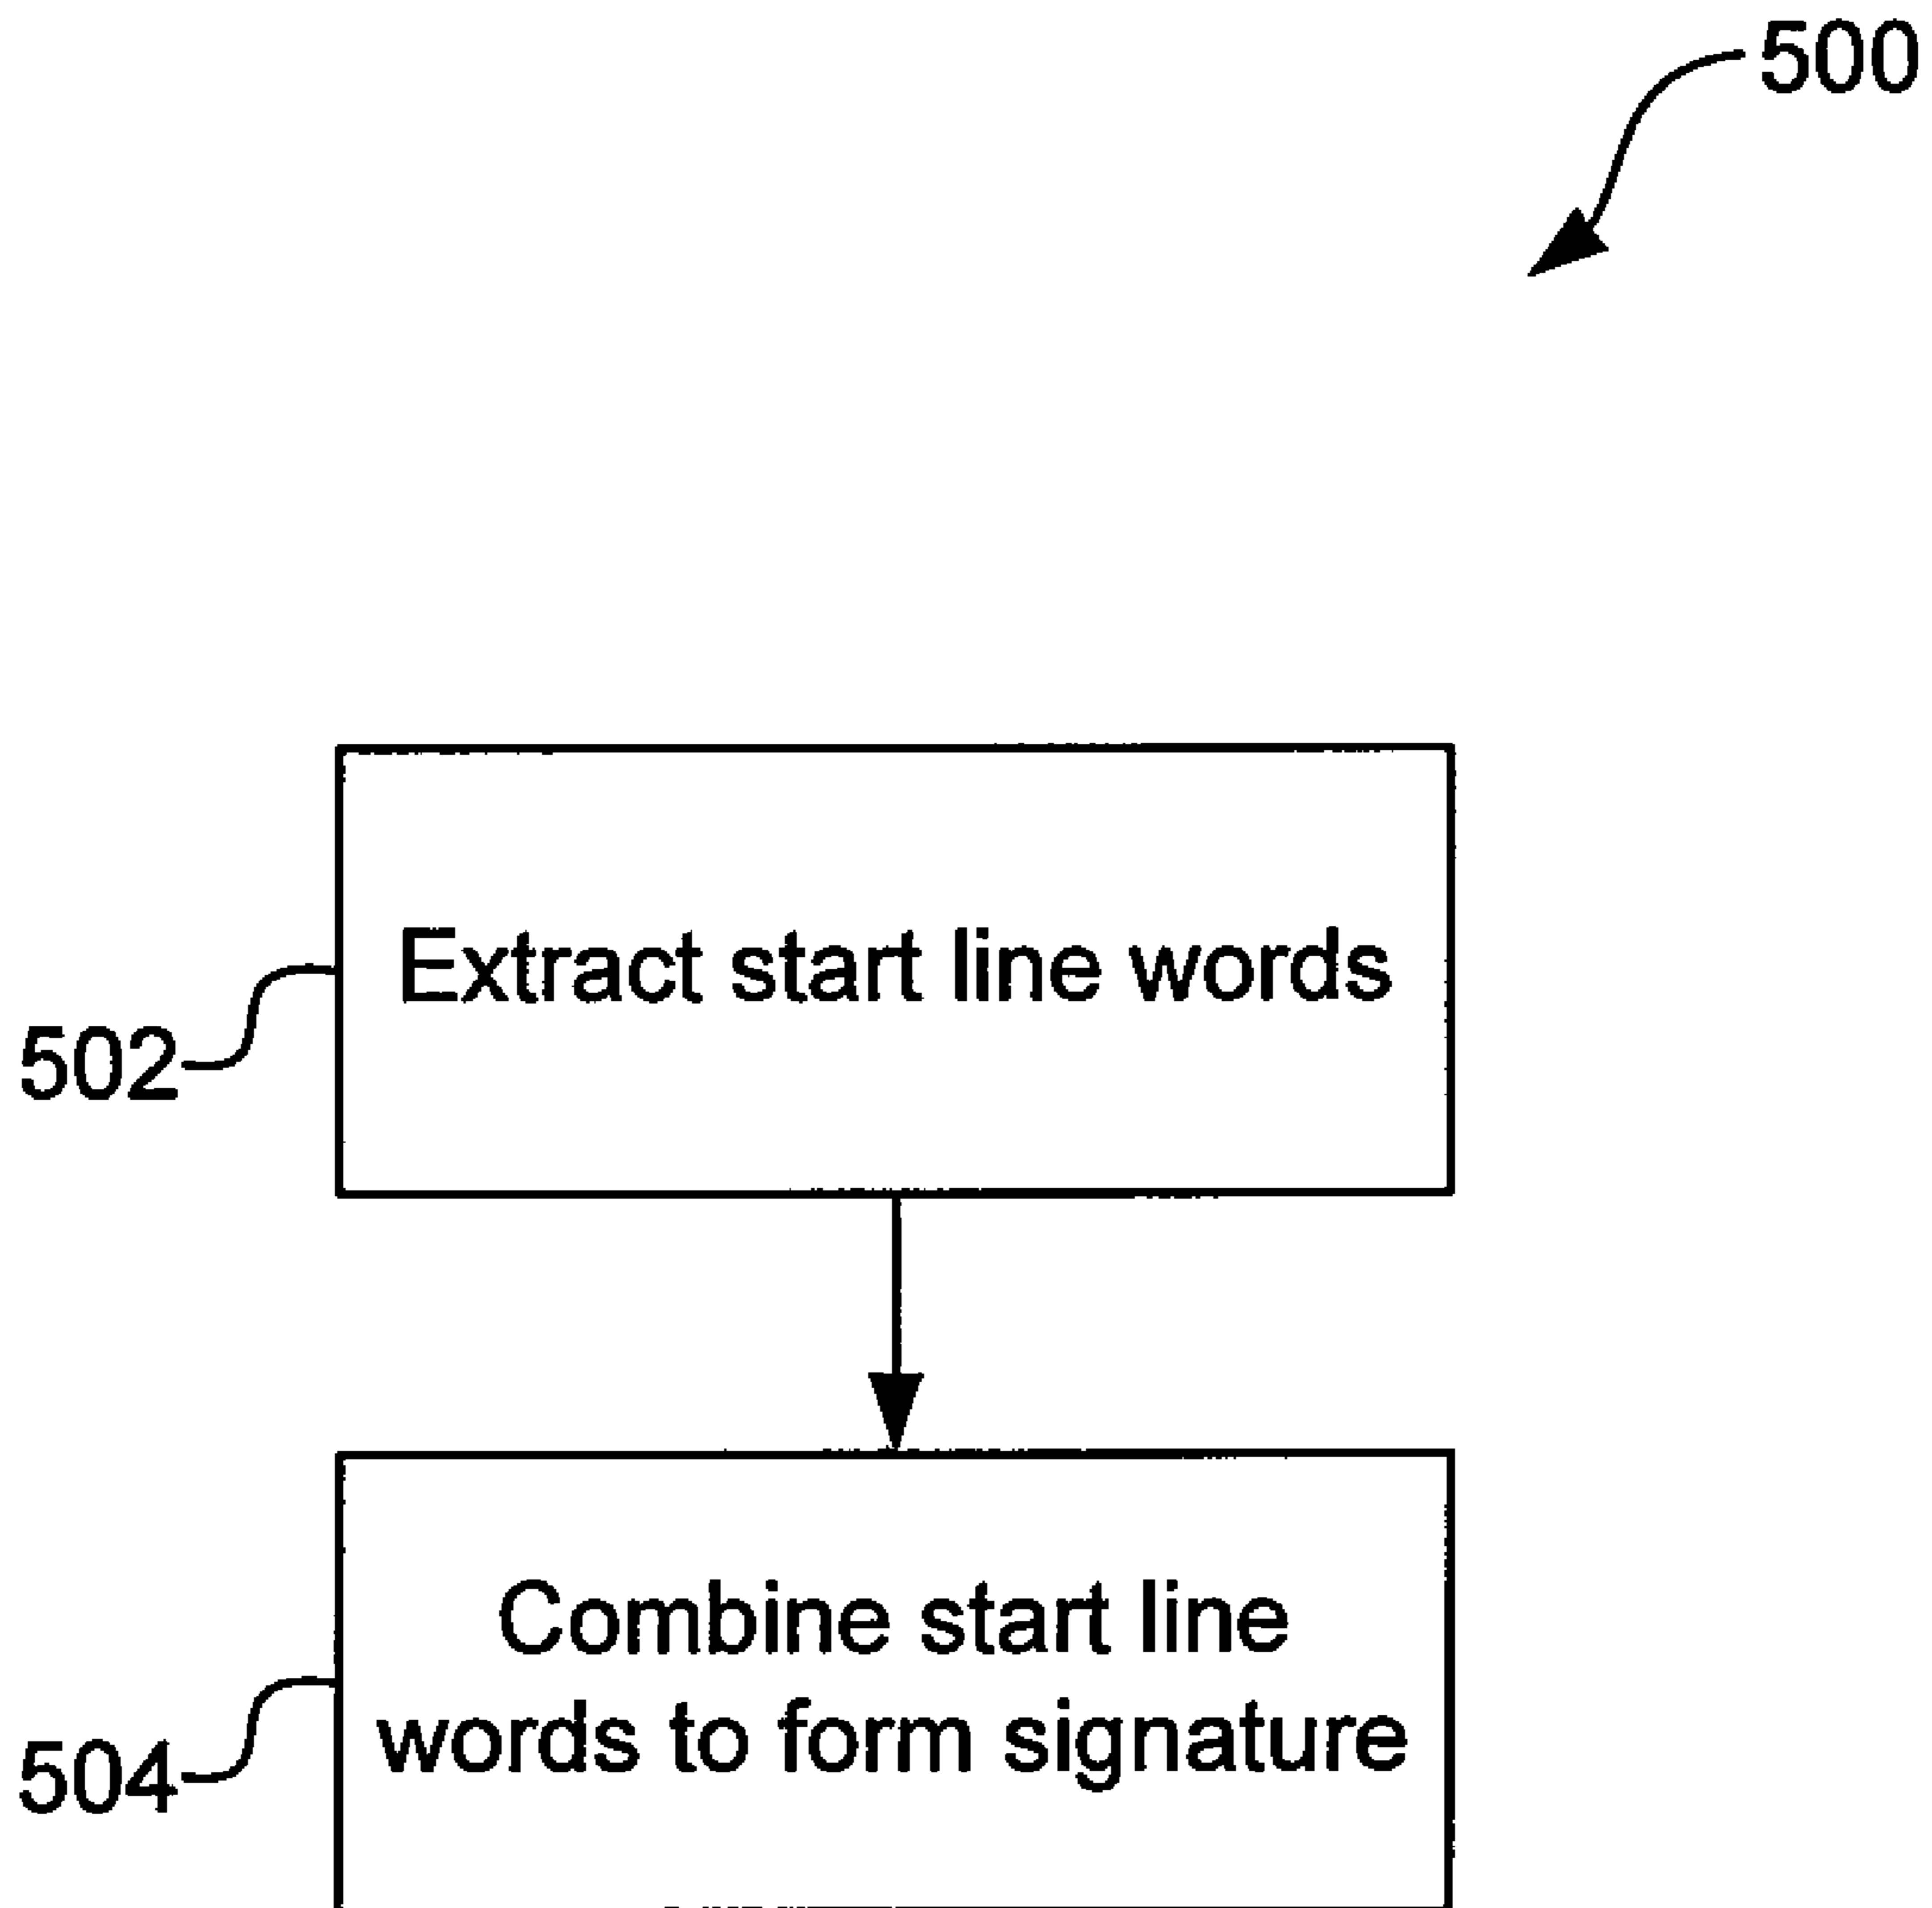 500
Extract start line words
502
Combine start line
words to form signature
504